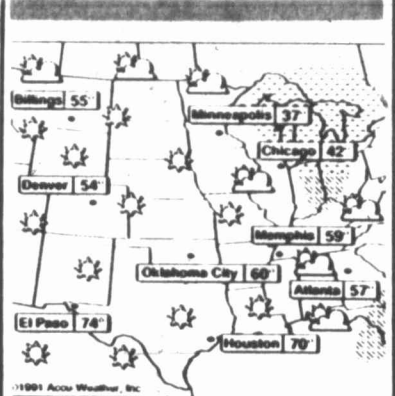 Billings 55°
Minneapolis 37°
Chicago 42°
Denver 54°
Memphis 59°
Oklahoma City 60°
Atlanta 57°
El Paso 74°
Houston 70°
©1991 Accu-Weather, Inc